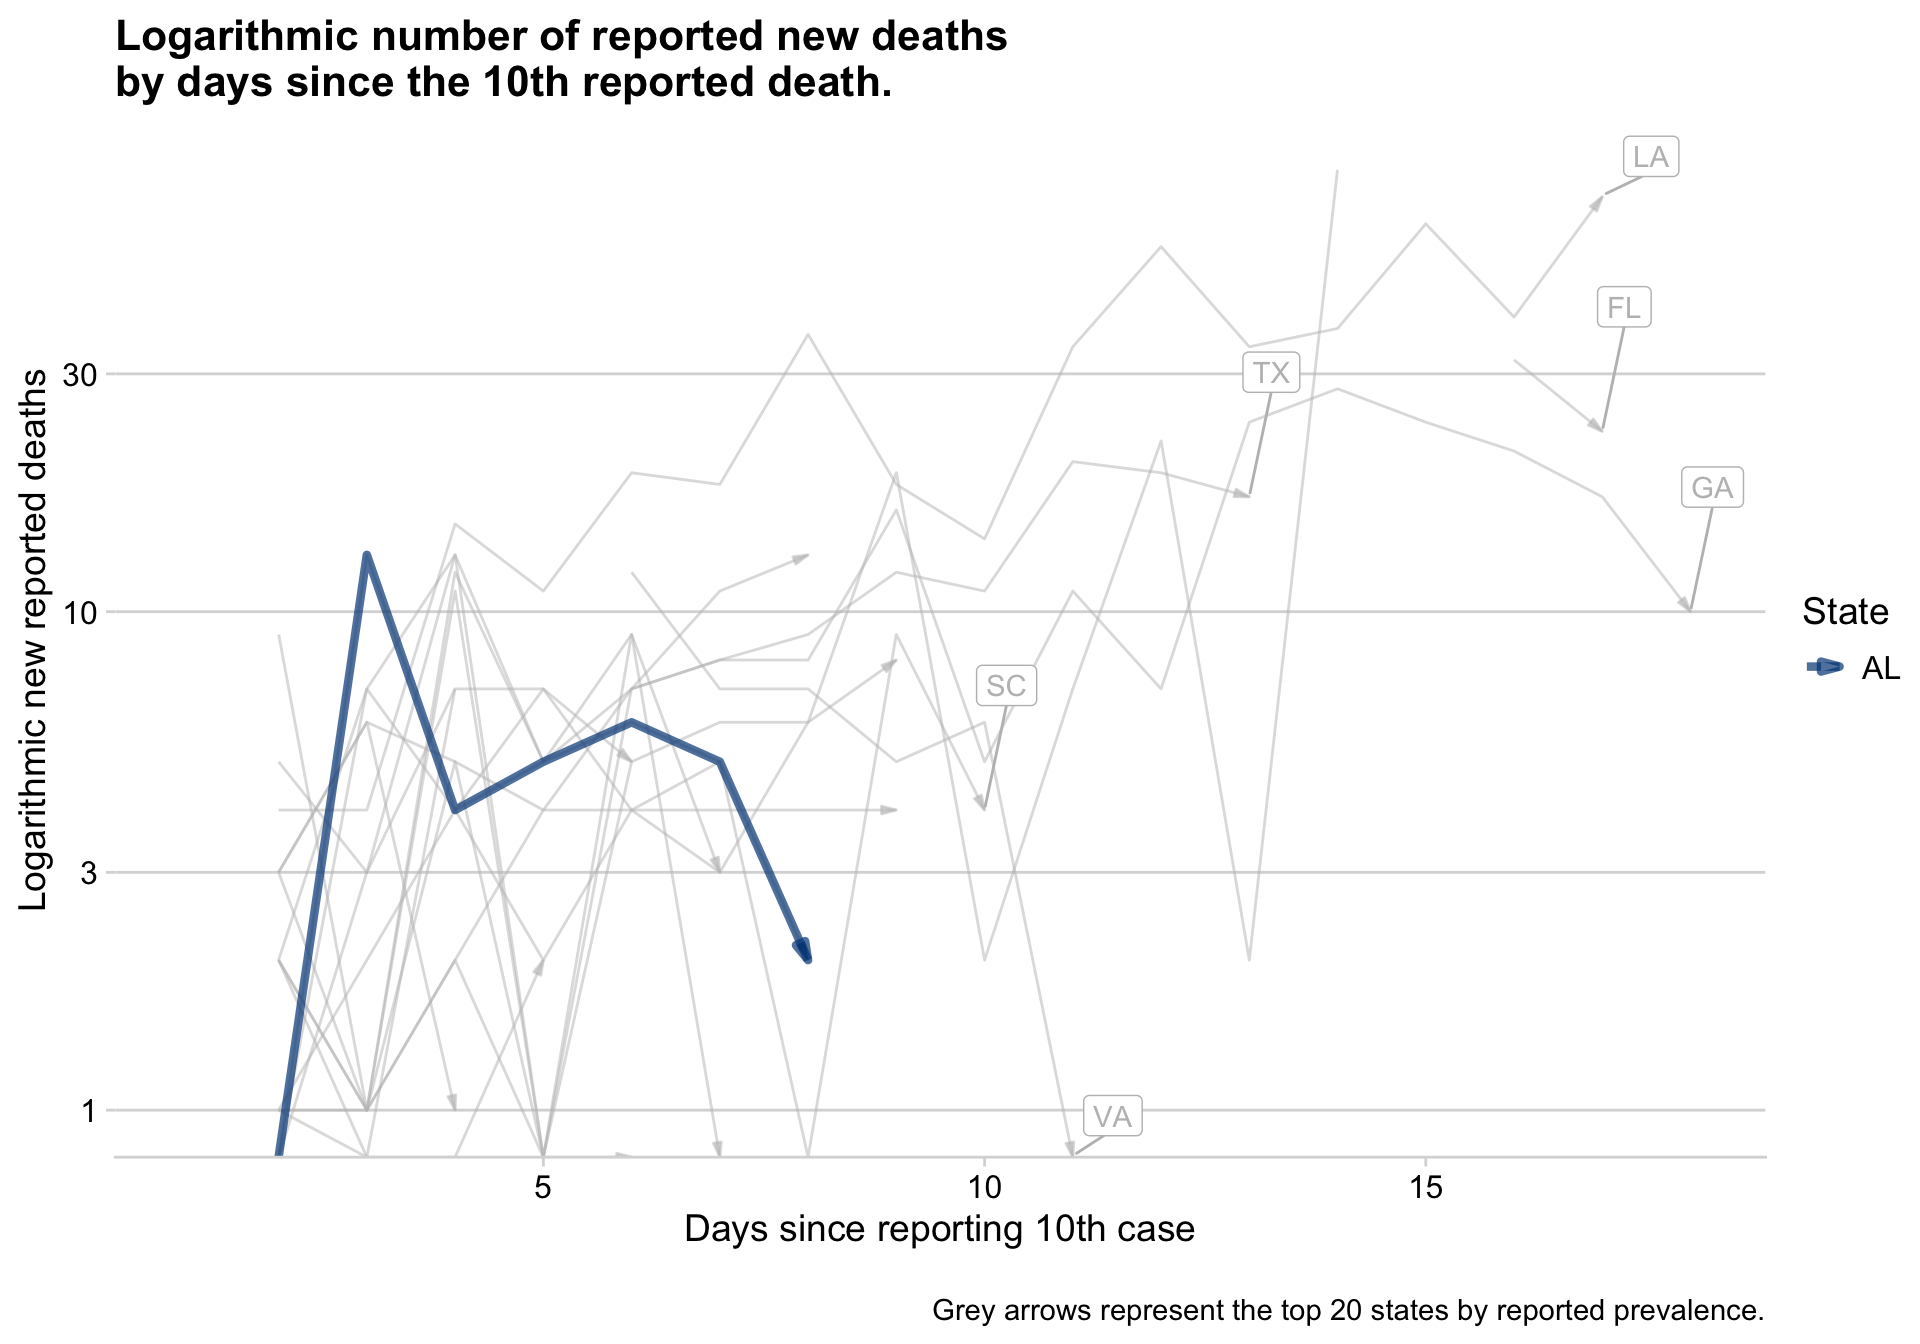 Logarithmic number of reported new deaths
by days since the 10th reported death.
LA
FL
TX
30
GA
10
SC
3
VA
1
Logarithmic new reported deaths
State
AL
5
10
15
Days since reporting 10th case
Grey arrows represent the top 20 states by reported prevalence.